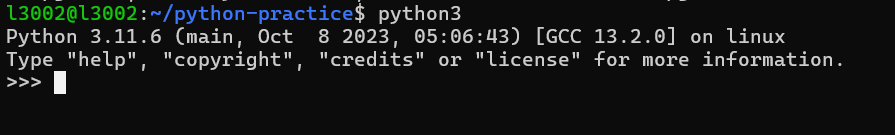 l3002@l3002:~/python-practice$ python3
Python 3.11.6 (main, Oct  8 2023, 05:06:43) [GCC 13.2.0] on linux
Type "help", "copyright", "credits" or "license" for more information.
>>>